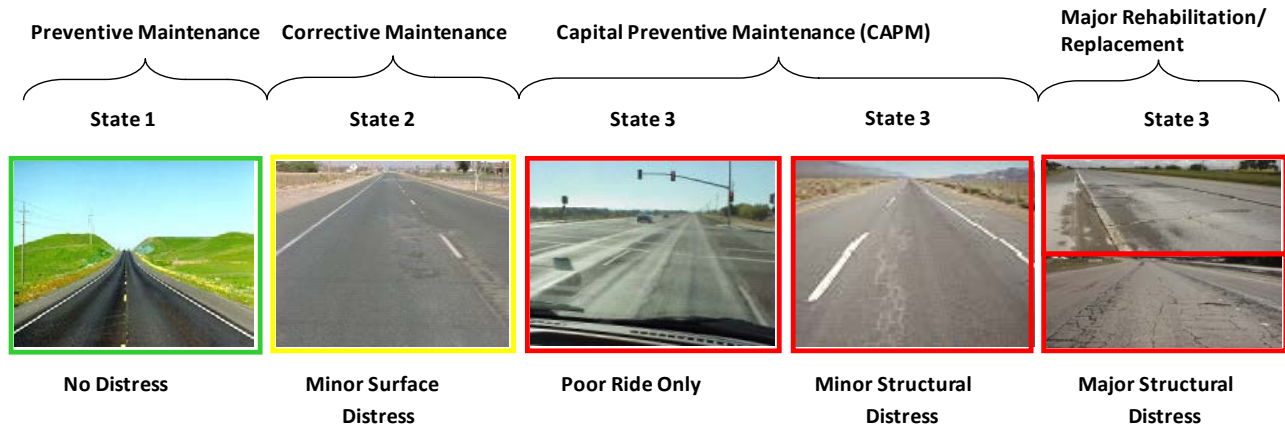 Preventive Maintenance
Corrective Maintenance
Capital Preventive Maintenance (CAPM)
Major Rehabilitation/
Replacement
State 1
State 2
State 3
State 3
State 3
No Distress
Minor Surface
Distress
Poor Ride Only
Minor Structural
Distress
Major Structural
Distress